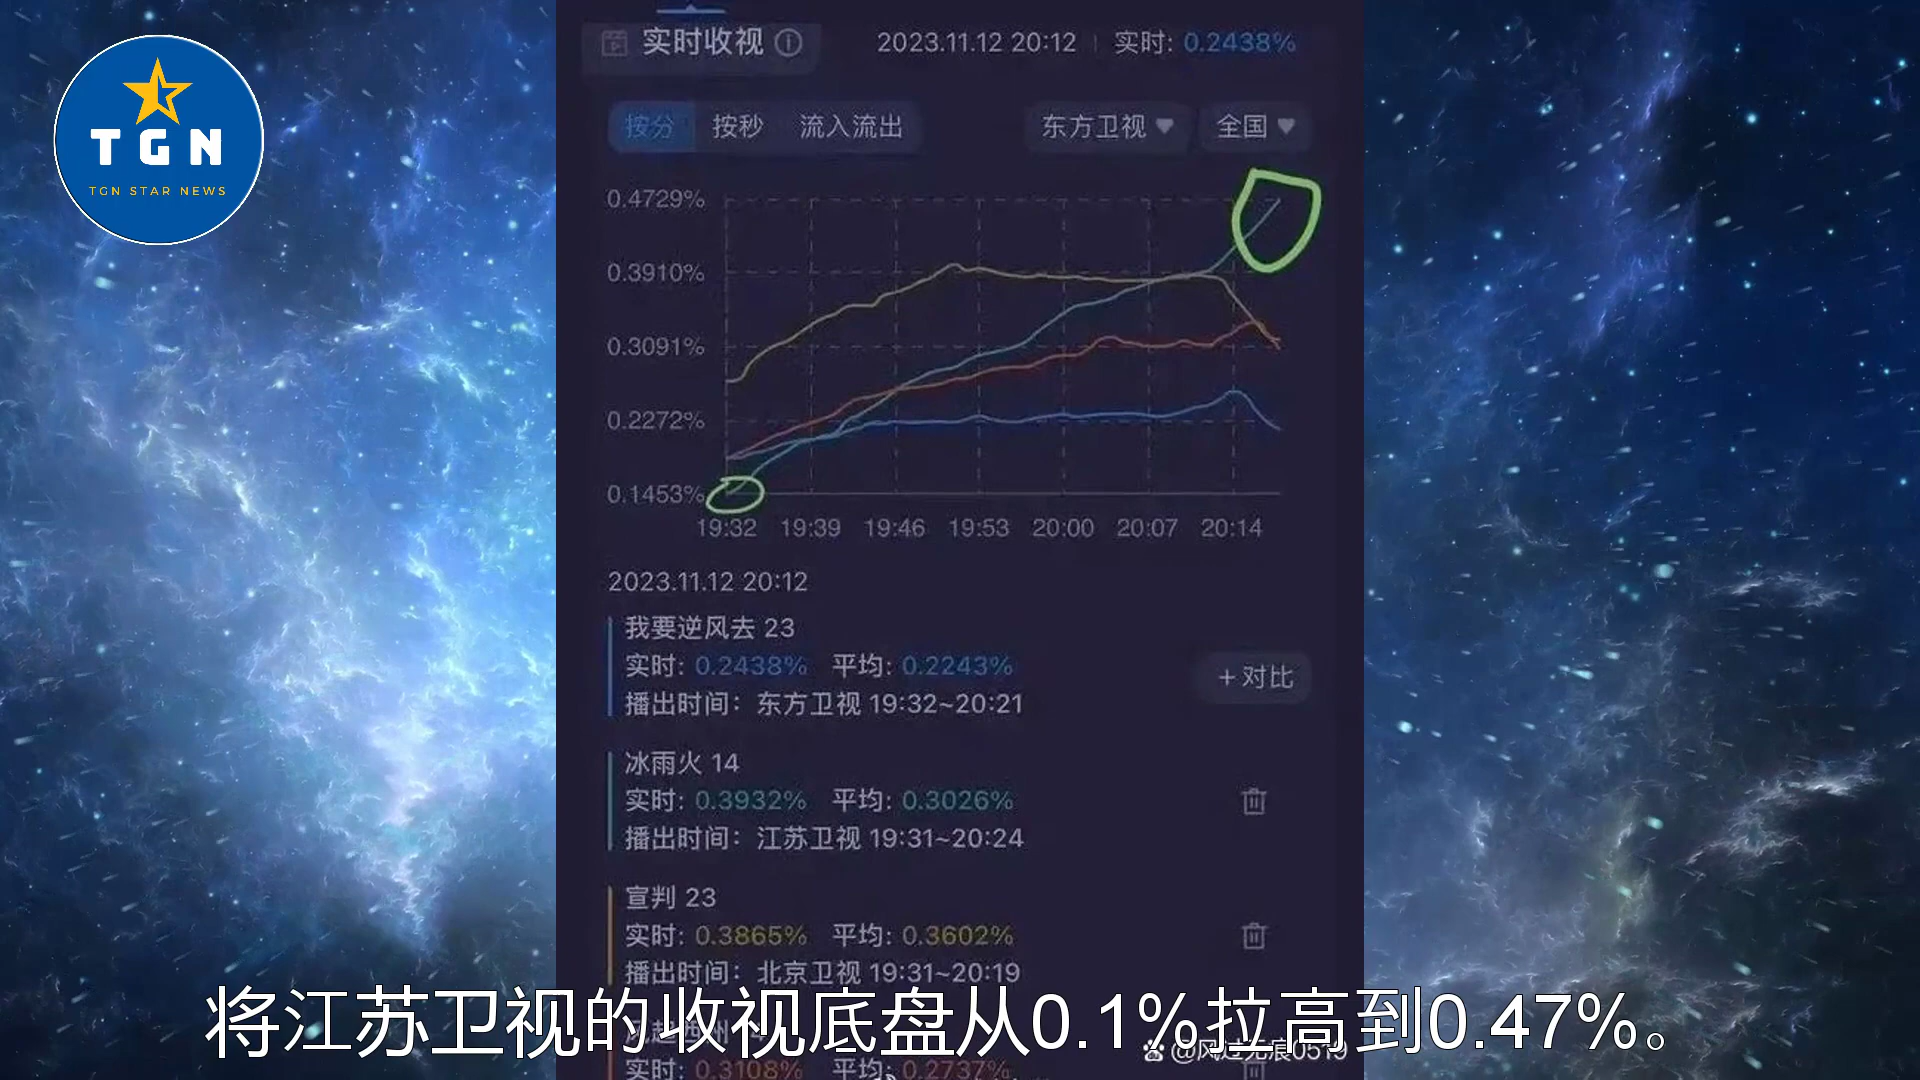 TGN
TGN STAR NEWS
实时收视
2023.11.12 20:12 | 实时: 0.2438%
按分 按秒 流入流出 东方卫视 全国
0.4729%
0.3910%
0.3091%
0.2272%
0.1453%
19:32 19:39 19:46 19:53 20:00 20:07 20:14
2023.11.12 20:12
我要逆风去 23
实时: 0.2438% 平均: 0.2243%
+对比
播出时间：东方卫视 19:32~20:21
冰雨火 14
实时: 0.3932% 平均: 0.3026%
播出时间：江苏卫视 19:31~20:24
宣判 23
实时: 0.3865% 平均: 0.3602%
播出时间：北京卫视 19:31~20:19
将江苏卫视的收视底盘从0.1%拉高到0.47%。
@风过无痕0519
实时: 0.3108% 平均: 0.2737%